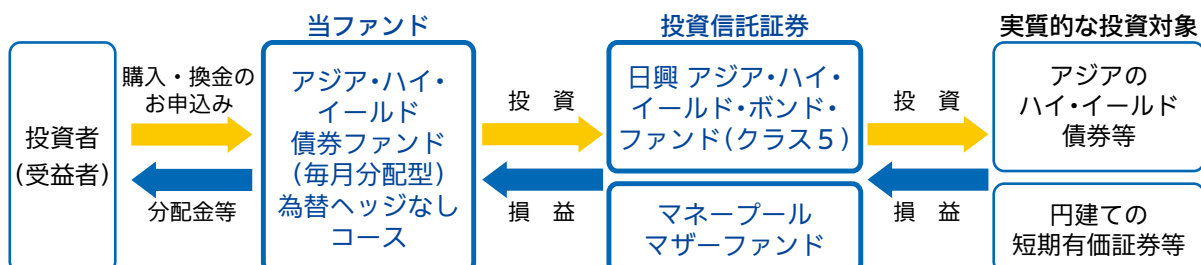 当ファンド
投資信託証券
実質的な投資対象
投資者
(受益者)
購入・換金の
お申込み
分配金等
アジア・ハイ・
イールド
債券ファンド
(毎月分配型)
為替ヘッジなし
コース
投 資
損 益
日興 アジア・ハイ・
イールド・ボンド・
ファンド(クラス5)
マネープール
マザーファンド
投 資
損 益
アジアの
ハイ・イールド
債券等
円建ての
短期有価証券等